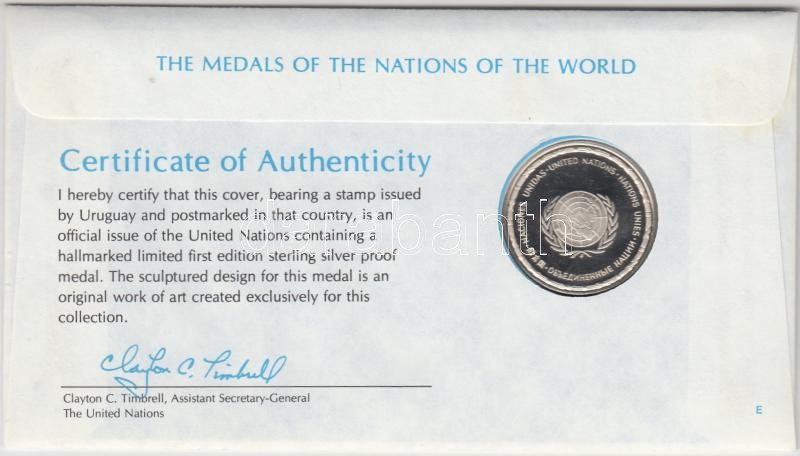 THE MEDALS OF THE NATIONS OF THE WORLD
Certificate of Authenticity
I hereby certify that this cover, bearing a stamp issued
by Uruguay and postmarked in that country, is an
official issue of the United Nations containing a
hallmarked limited first edition sterling silver proof
medal. The sculptured design for this medal is an
original work of art created exclusively for this
collection.
NACIONES UNIDAS · UNITED NATIONS · NATIONS UNIES · ОБЪЕДИНЕННЫЕ НАЦИИ
darabanth
Clayton C. Timbrell
Clayton C. Timbrell, Assistant Secretary-General
The United Nations
E